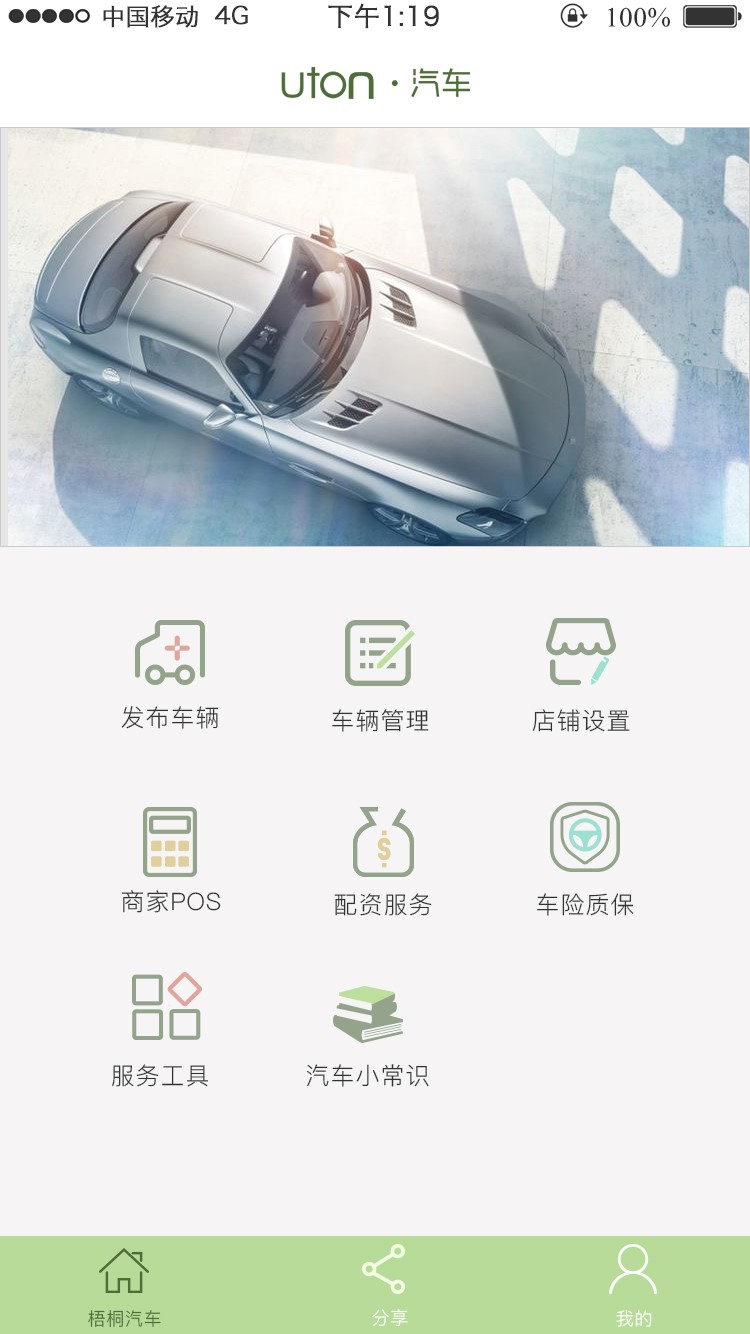 中国移动 4G 下午1:19 100%
uton·汽车
发布车辆 车辆管理 店铺设置
商家POS 配资服务 车险质保
服务工具 汽车小常识
梧桐汽车 分享 我的